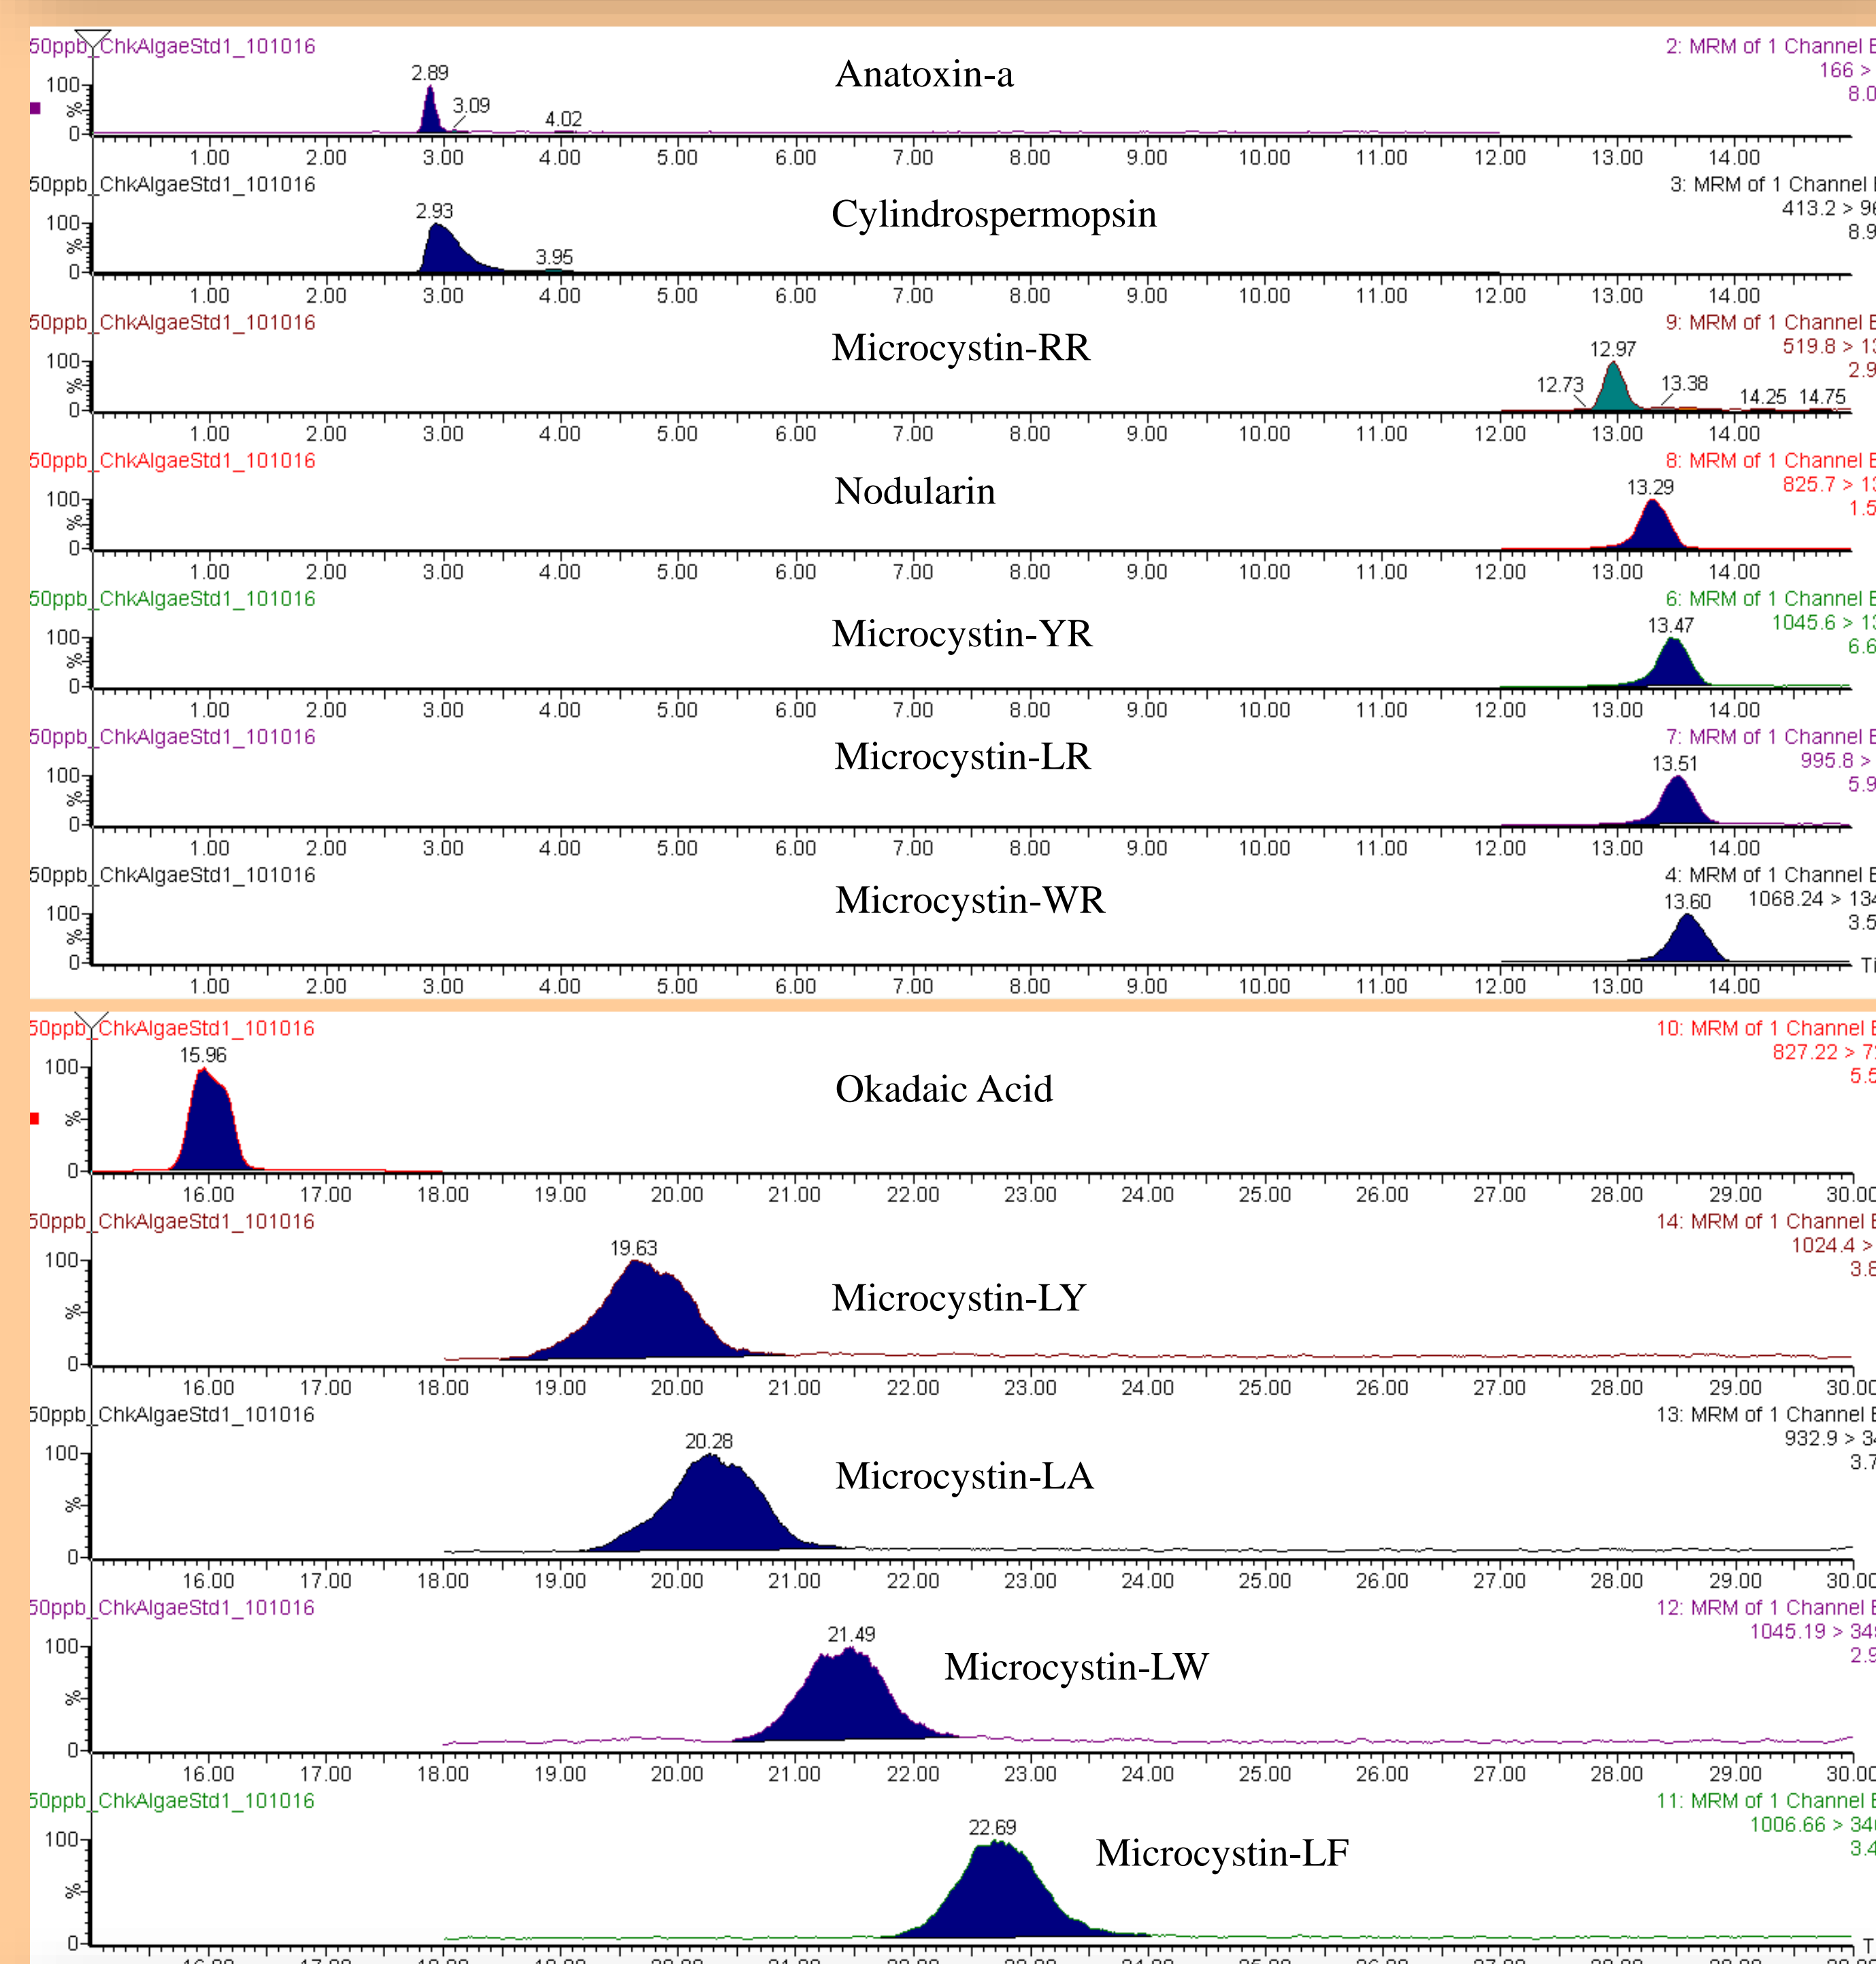 50ppb_ChkAlgaeStd1_101016
2: MRM of 1 Channel E
166 >
8.0
Anatoxin-a
2.89
3.09
4.02
100
%
0
1.00 2.00 3.00 4.00 5.00 6.00 7.00 8.00 9.00 10.00 11.00 12.00 13.00 14.00
50ppb_ChkAlgaeStd1_101016
3: MRM of 1 Channel
413.2 > 96
8.9
Cylindrospermopsin
2.93
3.95
100
%
0
1.00 2.00 3.00 4.00 5.00 6.00 7.00 8.00 9.00 10.00 11.00 12.00 13.00 14.00
50ppb_ChkAlgaeStd1_101016
9: MRM of 1 Channel E
519.8 > 13
2.9
Microcystin-RR
12.97
12.73
13.38
14.25 14.75
100
%
0
1.00 2.00 3.00 4.00 5.00 6.00 7.00 8.00 9.00 10.00 11.00 12.00 13.00 14.00
50ppb_ChkAlgaeStd1_101016
8: MRM of 1 Channel E
825.7 > 13
1.5
Nodularin
13.29
100
%
0
1.00 2.00 3.00 4.00 5.00 6.00 7.00 8.00 9.00 10.00 11.00 12.00 13.00 14.00
50ppb_ChkAlgaeStd1_101016
6: MRM of 1 Channel E
1045.6 > 13
6.6
Microcystin-YR
13.47
100
%
0
1.00 2.00 3.00 4.00 5.00 6.00 7.00 8.00 9.00 10.00 11.00 12.00 13.00 14.00
50ppb_ChkAlgaeStd1_101016
7: MRM of 1 Channel E
995.8 >
5.9
Microcystin-LR
13.51
100
%
0
1.00 2.00 3.00 4.00 5.00 6.00 7.00 8.00 9.00 10.00 11.00 12.00 13.00 14.00
50ppb_ChkAlgaeStd1_101016
4: MRM of 1 Channel E
1068.24 > 134
3.5
Microcystin-WR
13.60
100
%
0
1.00 2.00 3.00 4.00 5.00 6.00 7.00 8.00 9.00 10.00 11.00 12.00 13.00 14.00
50ppb_ChkAlgaeStd1_101016
10: MRM of 1 Channel E
827.22 > 7
5.5
Okadaic Acid
15.96
100
%
0
16.00 17.00 18.00 19.00 20.00 21.00 22.00 23.00 24.00 25.00 26.00 27.00 28.00 29.00 30.00
50ppb_ChkAlgaeStd1_101016
14: MRM of 1 Channel E
1024.4 >
3.8
Microcystin-LY
19.63
100
%
0
16.00 17.00 18.00 19.00 20.00 21.00 22.00 23.00 24.00 25.00 26.00 27.00 28.00 29.00 30.00
50ppb_ChkAlgaeStd1_101016
13: MRM of 1 Channel E
932.9 > 34
3.7
Microcystin-LA
20.28
100
%
0
16.00 17.00 18.00 19.00 20.00 21.00 22.00 23.00 24.00 25.00 26.00 27.00 28.00 29.00 30.00
50ppb_ChkAlgaeStd1_101016
12: MRM of 1 Channel E
1045.19 > 34
2.9
Microcystin-LW
21.49
100
%
0
16.00 17.00 18.00 19.00 20.00 21.00 22.00 23.00 24.00 25.00 26.00 27.00 28.00 29.00 30.00
50ppb_ChkAlgaeStd1_101016
11: MRM of 1 Channel E
1006.66 > 34
3.4
Microcystin-LF
22.69
100
%
0